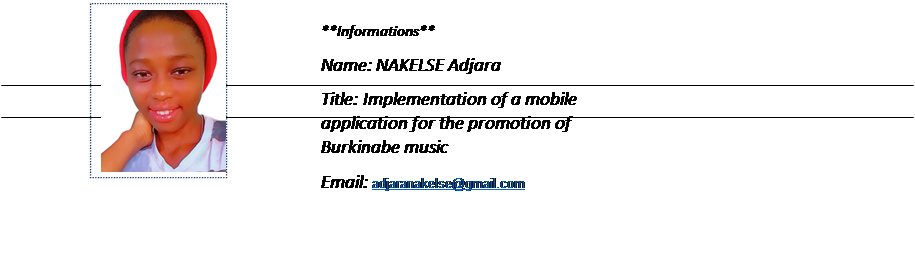 **Informations**
Name: NAKELSE Adjara
Title: Implementation of a mobile
application for the promotion of
Burkinabe music
Email: adjaranakelse@gmail.com